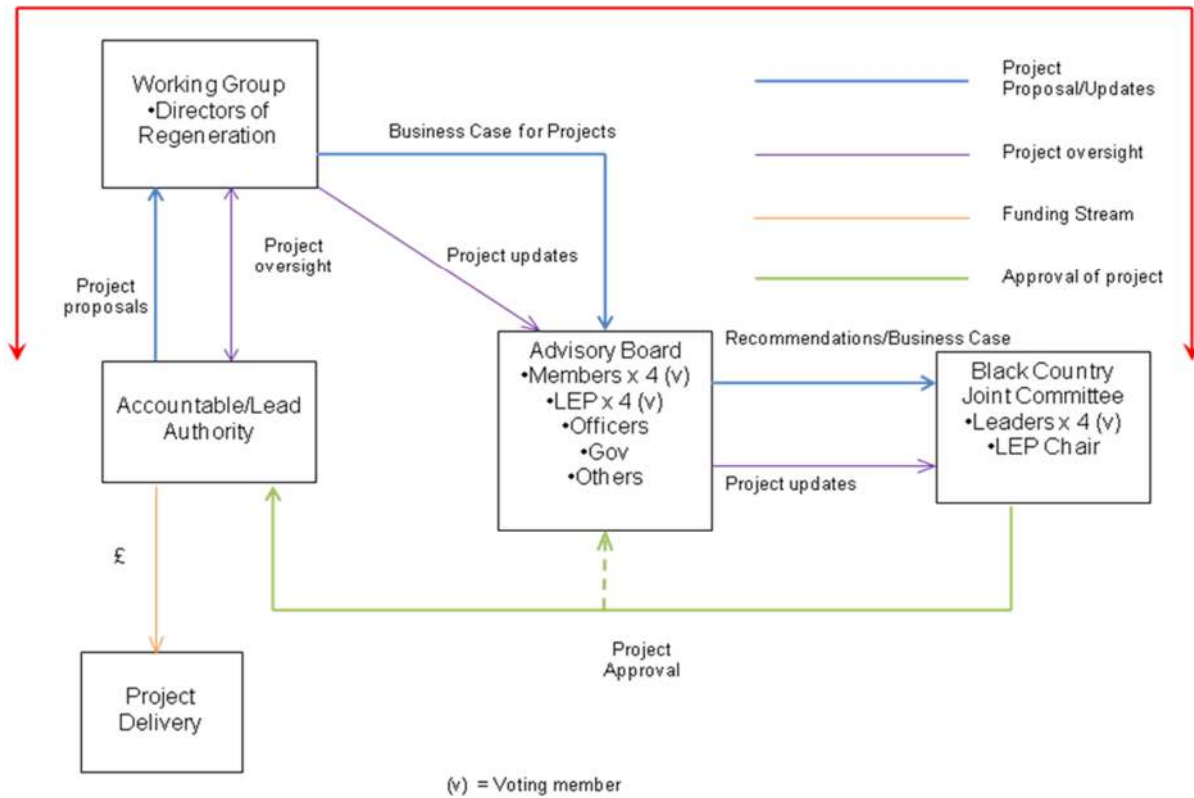 Working Group
•Directors of
Regeneration
Business Case for Projects
Project
Proposal/Updates
Project oversight
Funding Stream
Approval of project
Project
oversight
Project updates
Project
proposals
Accountable/Lead
Authority
Advisory Board
•Members x 4 (v)
•LEP x 4 (v)
•Officers
•Gov
•Others
Recommendations/Business Case
Black Country
Joint Committee
•Leaders x 4 (v)
•LEP Chair
Project updates
£
Project
Approval
Project
Delivery
(v) = Voting member